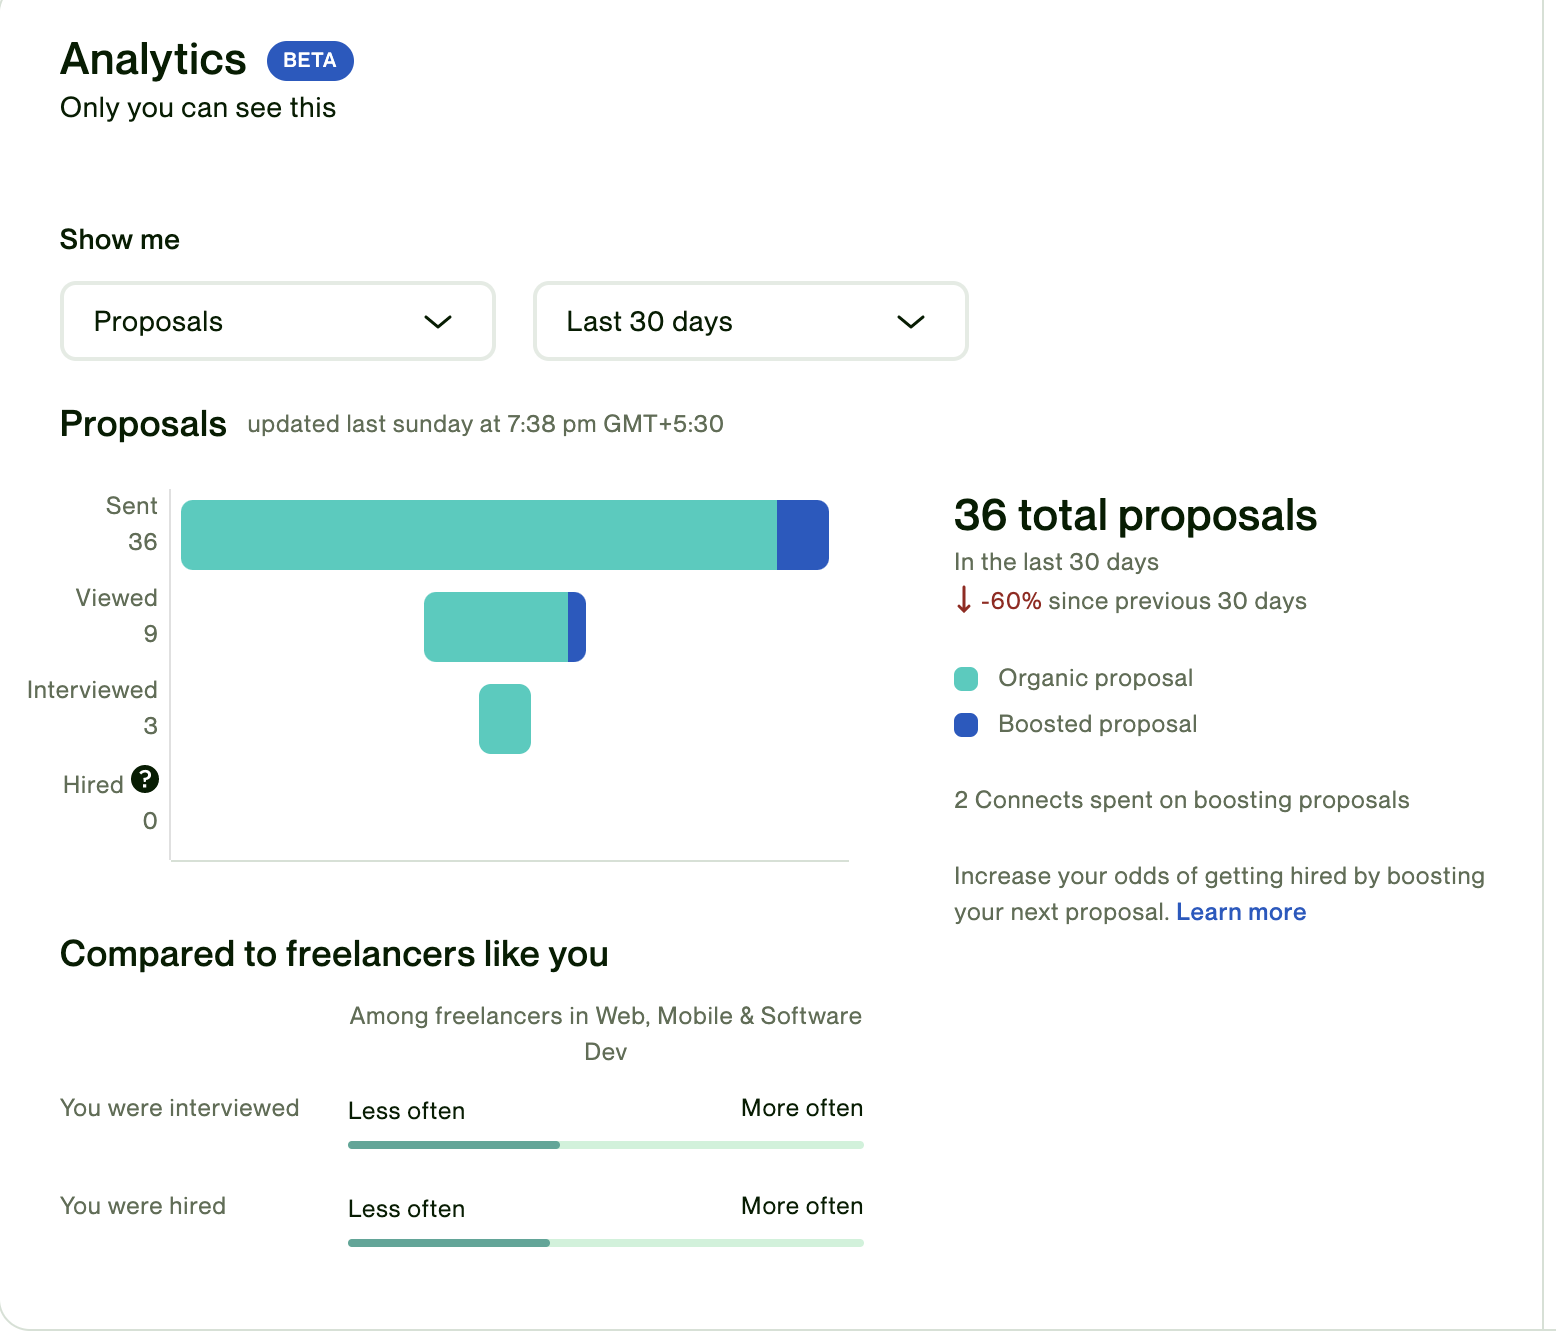 Analytics BETA
Only you can see this
Show me
Proposals
Last 30 days
Proposals updated last sunday at 7:38 pm GMT+5:30
Sent
36
Viewed
9
Interviewed
3
Hired ?
0
36 total proposals
In the last 30 days
↓ -60% since previous 30 days
Organic proposal
Boosted proposal
2 Connects spent on boosting proposals
Increase your odds of getting hired by boosting
your next proposal. Learn more
Compared to freelancers like you
Among freelancers in Web, Mobile & Software
Dev
You were interviewed
Less often
More often
You were hired
Less often
More often